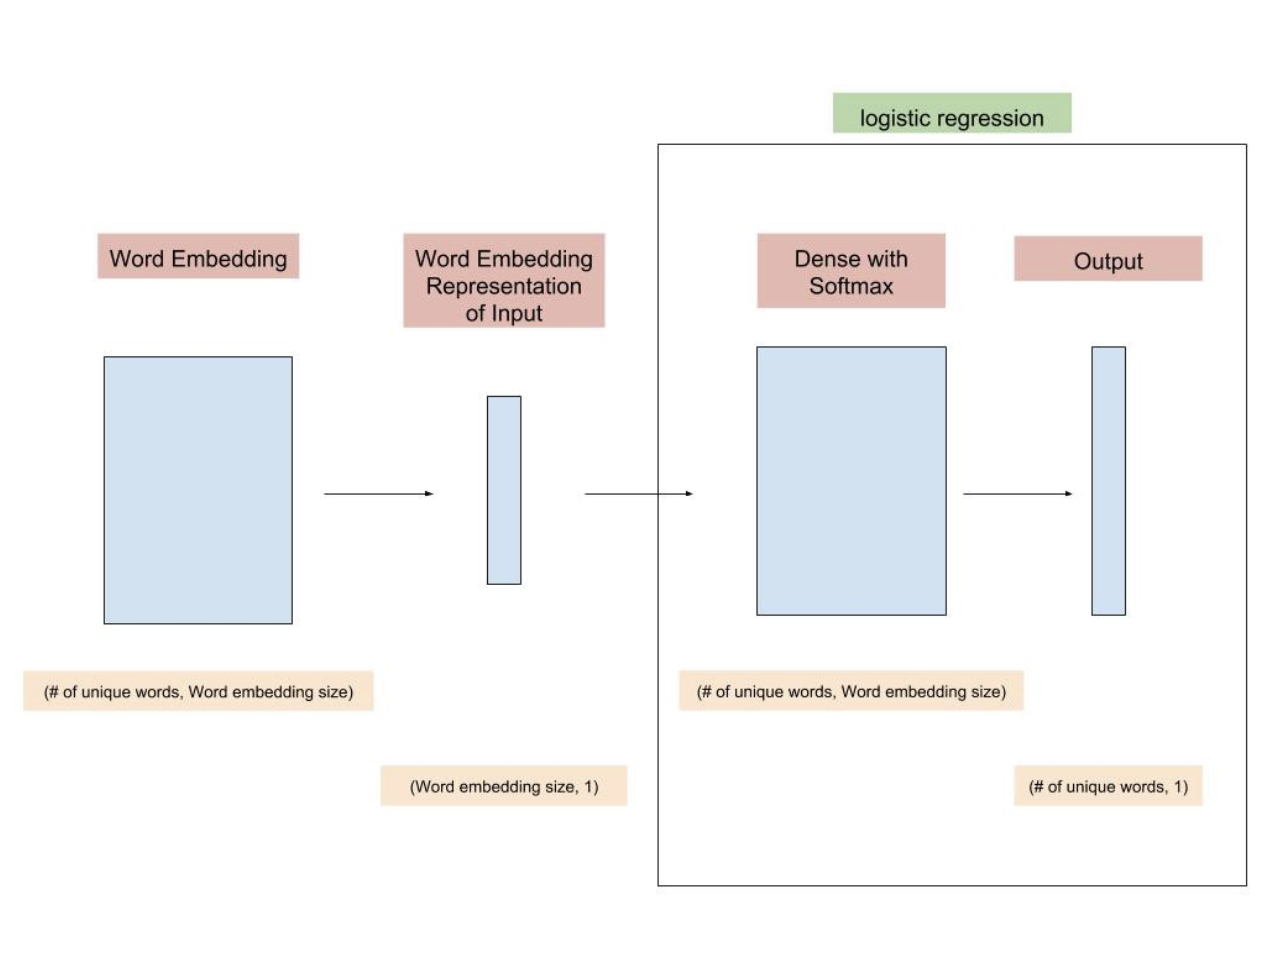 logistic regression
Word Embedding
Word Embedding
Representation
of Input
Dense with
Softmax
Output
(# of unique words, Word embedding size)
(# of unique words, Word embedding size)
(Word embedding size, 1)
(# of unique words, 1)